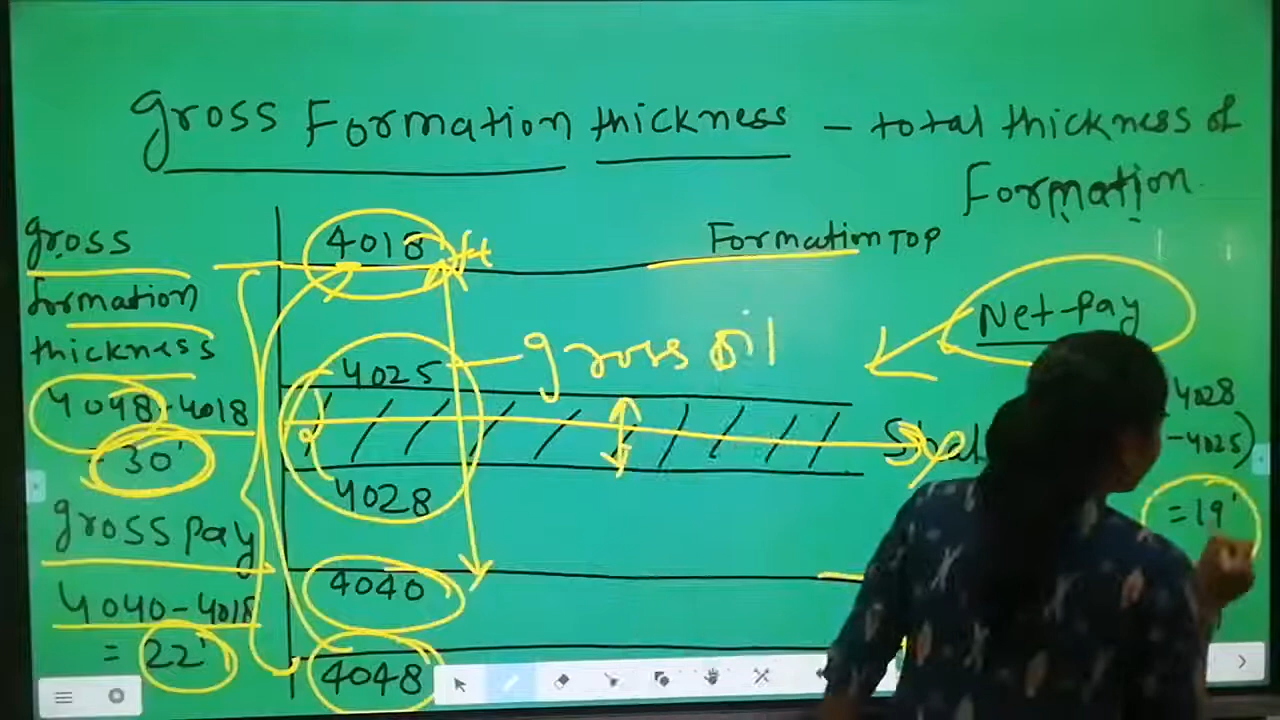 Gross Formation thickness - total thickness of
Formation
gross
formation
thickness
4048-4018
30'
gross pay
4040-4018
= 22'
4018 ft
Formation Top
4025
gross oil
4028
4040
4048
Net-pay
4028
-4025)
=19'